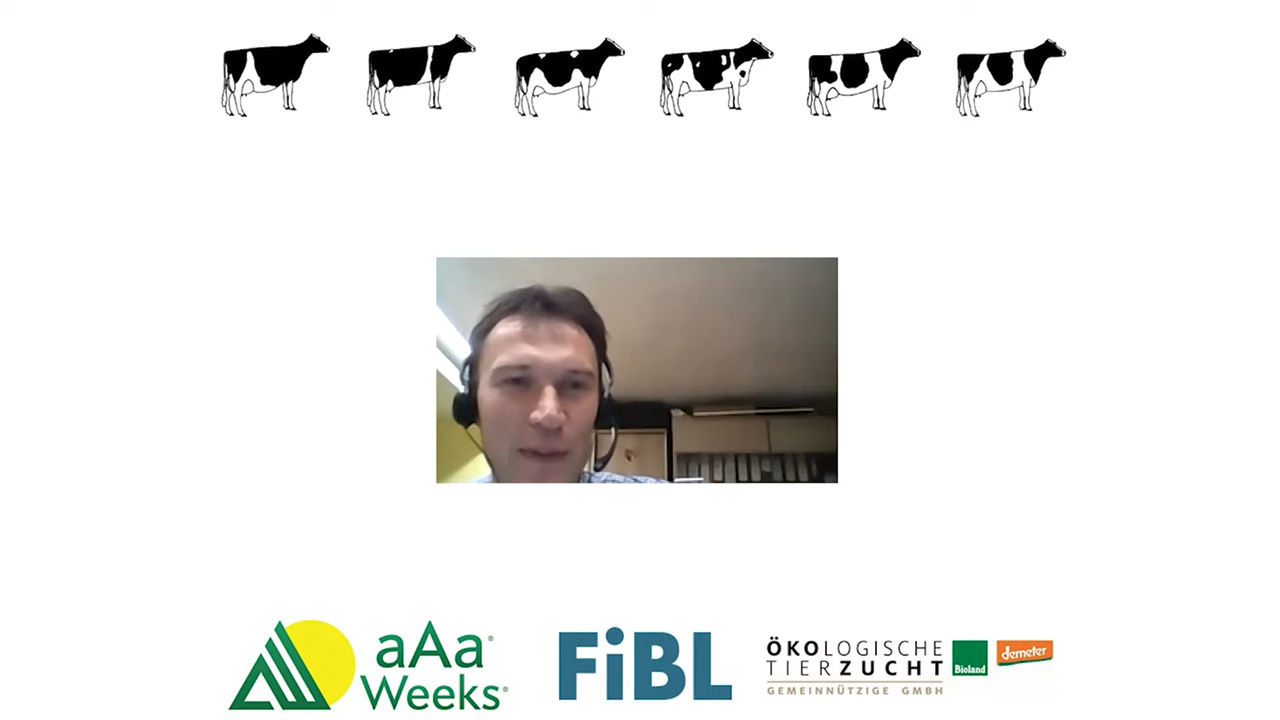 aAa®
Weeks®
FiBL
ÖKOLOGISCHE
TIERZUCHT
GEMEINNÜTZIGE GMBH
Bioland
demeter